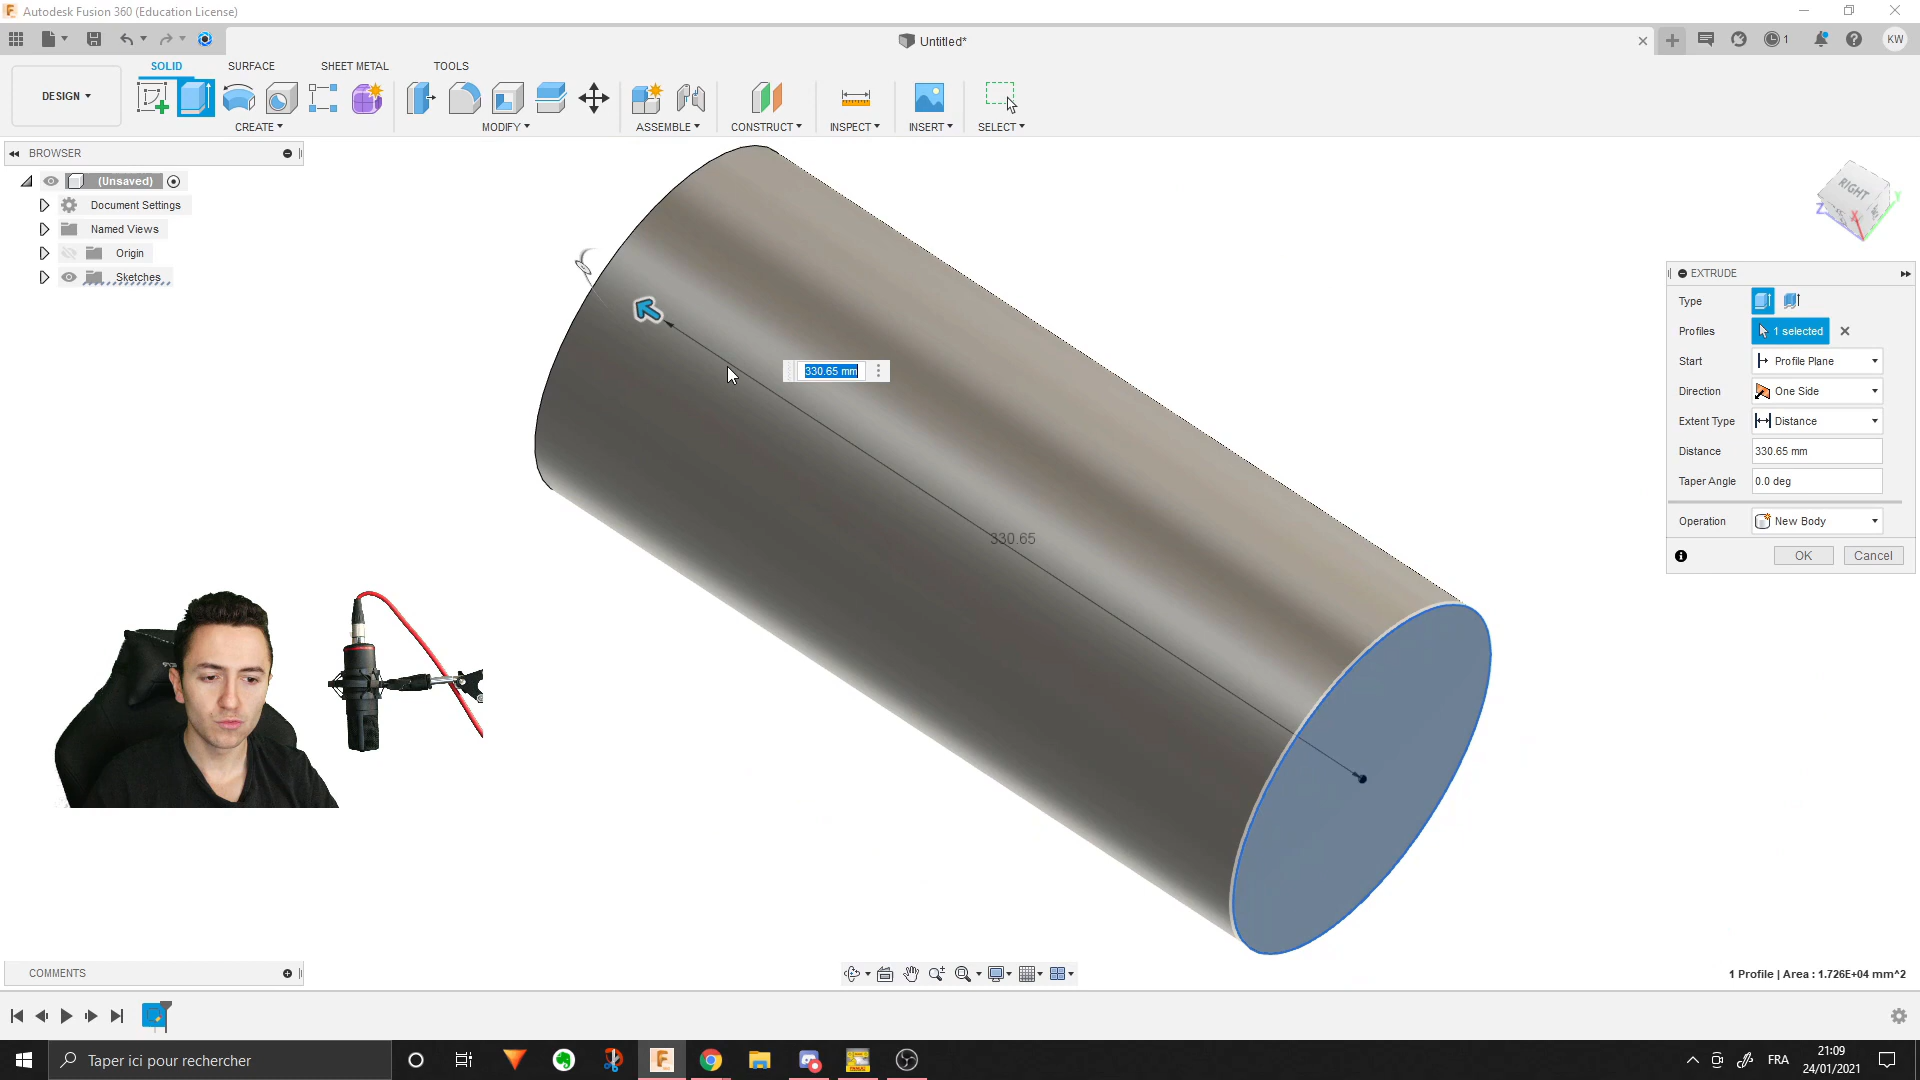 Autodesk Fusion 360 (Education License)
Untitled*
1
KW
DESIGN
SOLID
SURFACE
SHEET METAL
TOOLS
CREATE
MODIFY
ASSEMBLE
CONSTRUCT
INSPECT
INSERT
SELECT
BROWSER
(Unsaved)
Document Settings
Named Views
Origin
Sketches
330.65 mm
330.65
RIGHT
Z
X
Y
EXTRUDE
Type
Profiles 1 selected
Start Profile Plane
Direction One Side
Extent Type Distance
Distance 330.65 mm
Taper Angle 0.0 deg
Operation New Body
OK Cancel
COMMENTS
1 Profile | Area : 1.726E+04 mm^2
Taper ici pour rechercher
FRA
21:09
24/01/2021